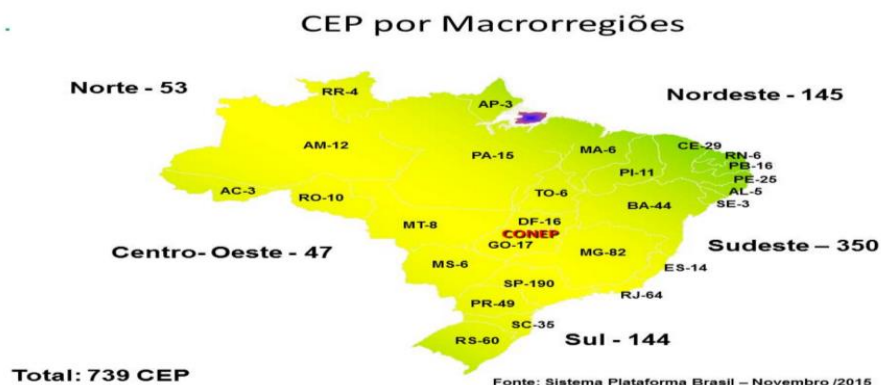 CEP por Macrorregiões
Norte - 53
Nordeste - 145
RR-4
AP-3
AM-12
PA-15
MA-6
CE-29
RN-6
PB-16
PI-11
PE-25
AC-3
RO-10
TO-6
AL-5
BA-44
SE-3
MT-8
DF-16
CONEP
GO-17
Centro-Oeste - 47
MG-82
Sudeste – 350
MS-6
ES-14
SP-190
RJ-64
PR-49
SC-35
RS-60
Sul - 144
Total: 739 CEP
Fonte: Sistema Plataforma Brasil – Novembro /2015